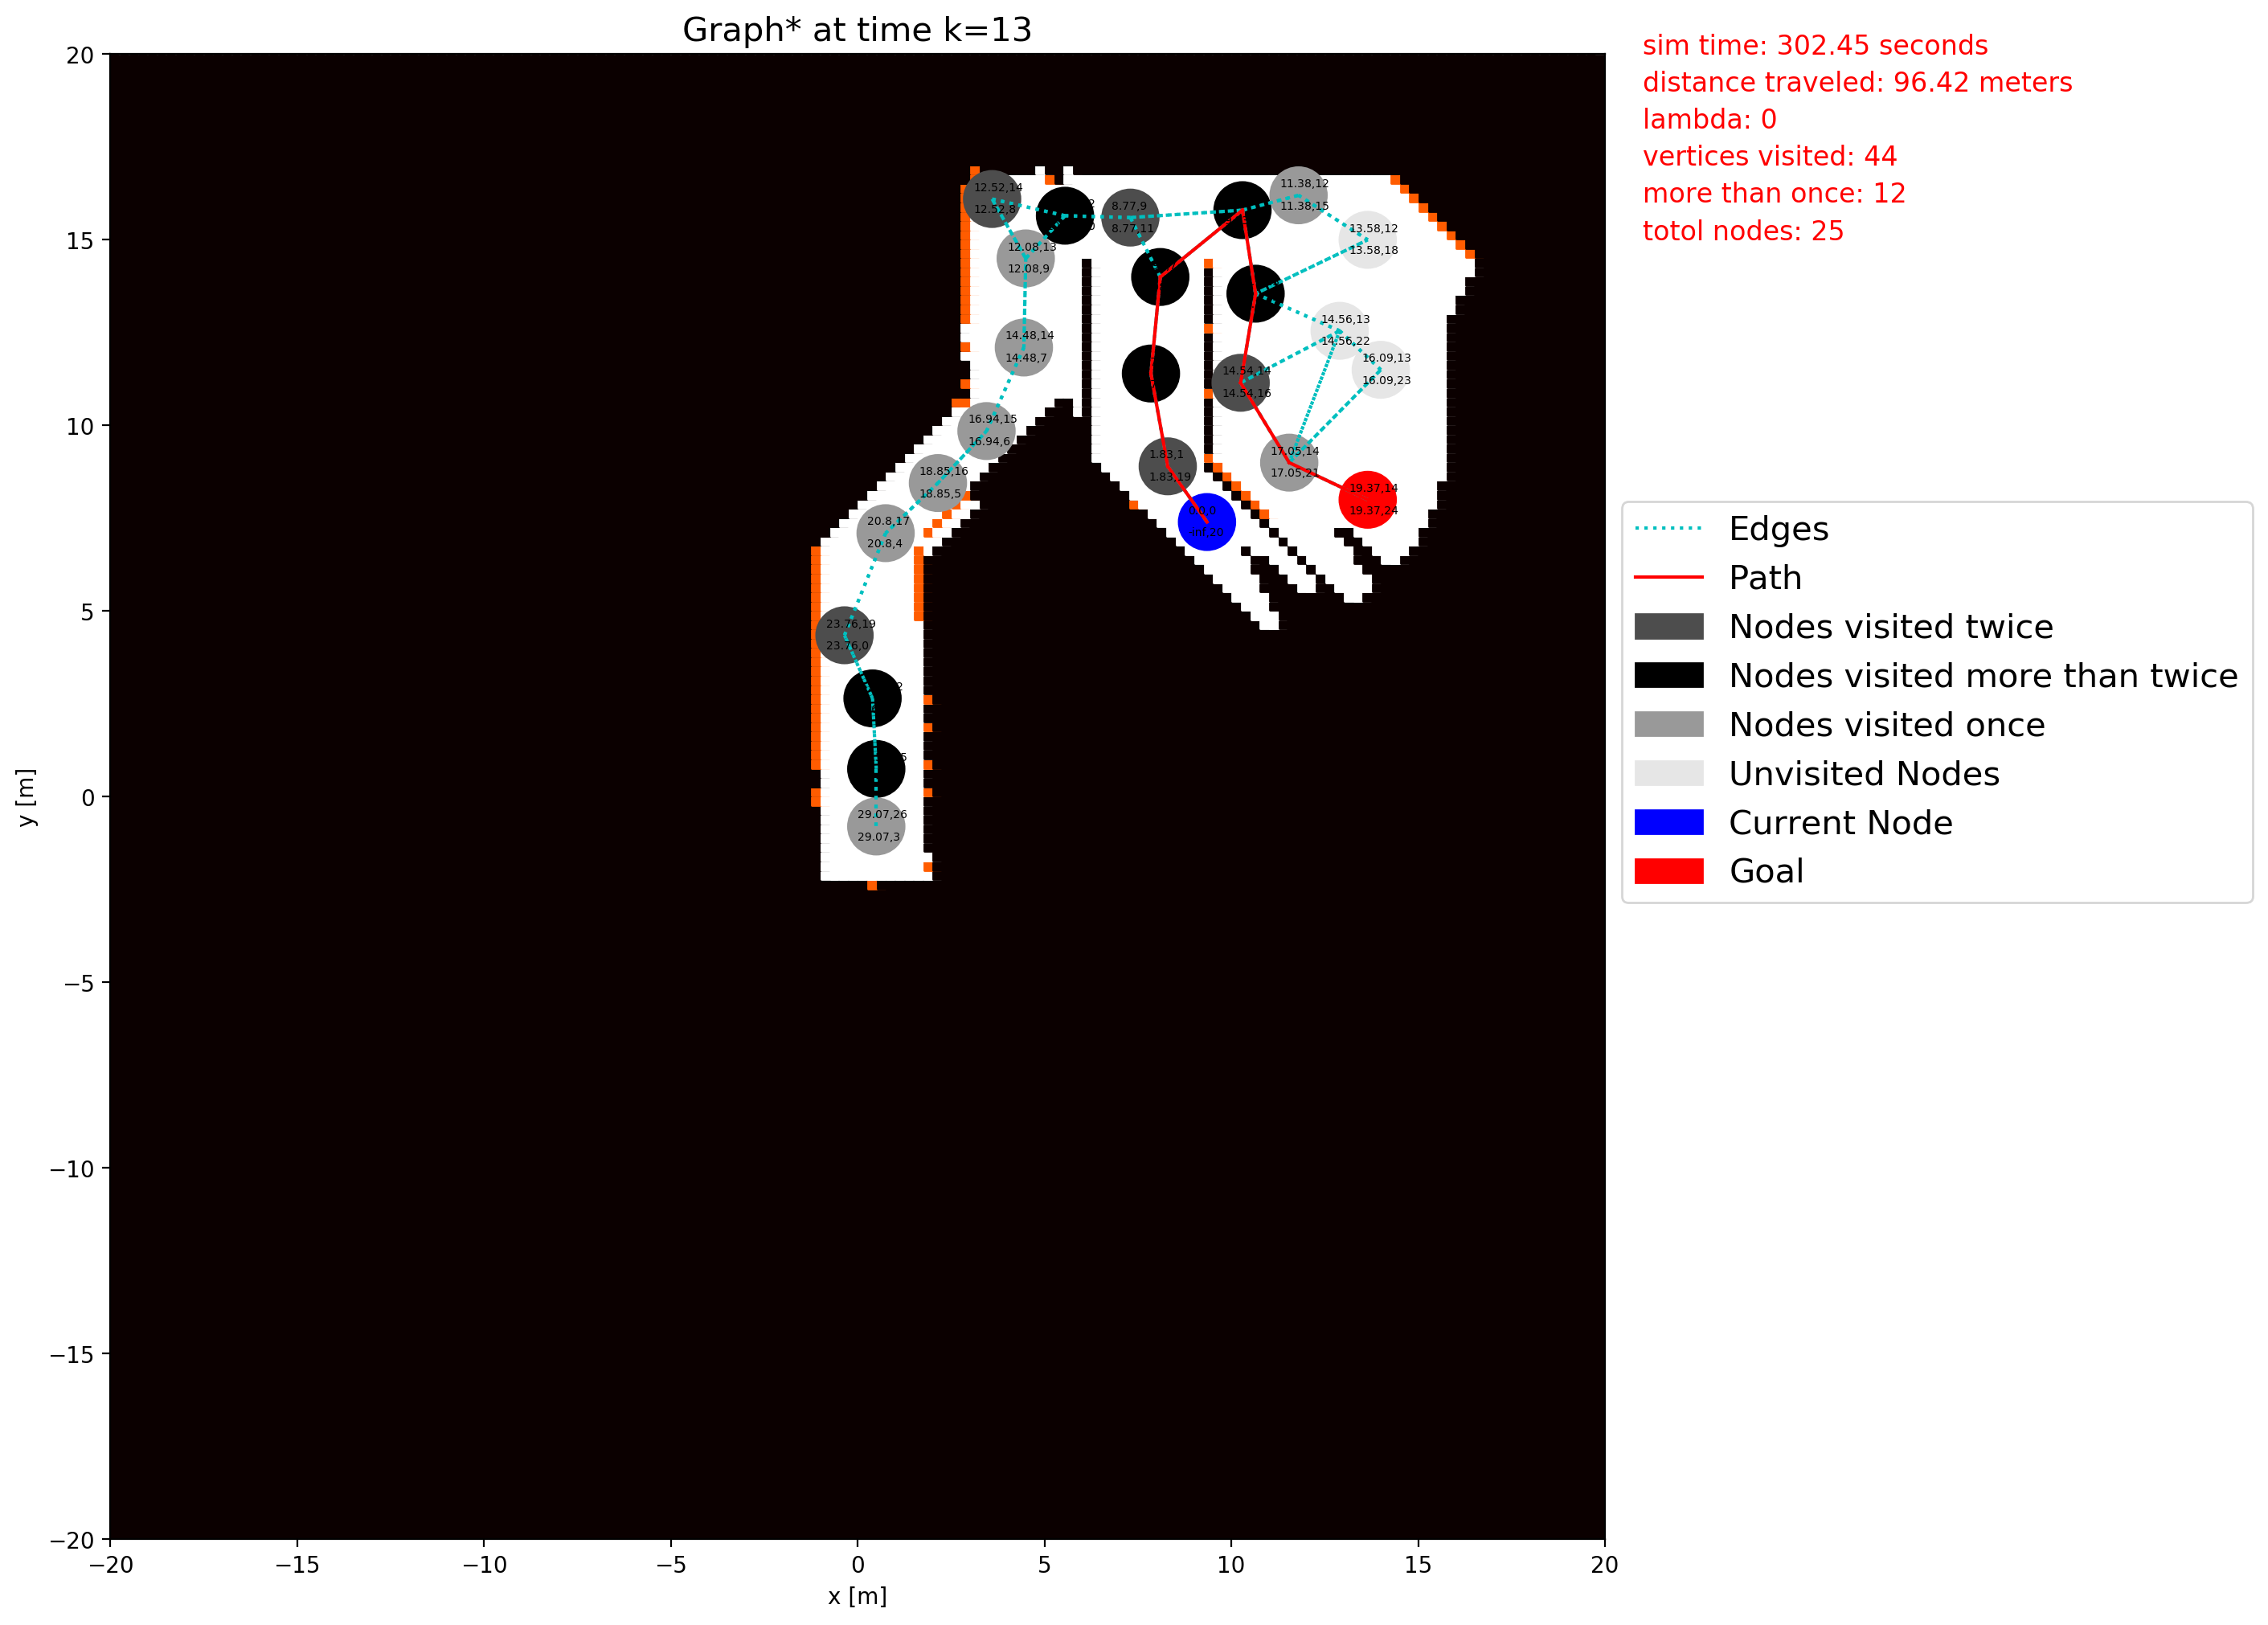 Graph* at time k=13
sim time: 302.45 seconds
distance traveled: 96.42 meters
lambda: 0
vertices visited: 44
more than once: 12
totol nodes: 25
20
15
10
5
0
−5
−10
−15
−20
y [m]
12.52,14
12.52,8
8.77,9
8.77,11
11.38,12
11.38,15
13.58,12
13.58,18
12.08,13
12.08,9
14.48,14
14.48,7
14.56,13
14.56,22
16.09,13
16.09,23
14.54,14
14.54,16
16.94,15
16.94,6
1.83,1
1.83,19
17.05,14
17.05,21
18.85,16
18.85,5
19.37,14
19.37,24
20.8,17
20.8,4
0.0,0
-inf,20
23.76,19
23.76,0
29.07,26
29.07,3
−20
−15
−10
−5
0
5
10
15
20
x [m]
Edges
Path
Nodes visited twice
Nodes visited more than twice
Nodes visited once
Unvisited Nodes
Current Node
Goal